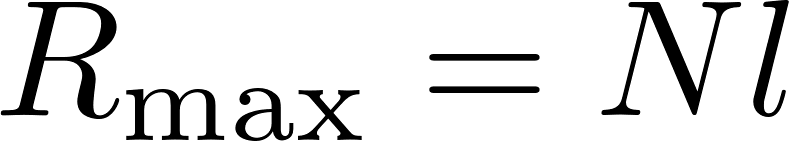 R_max = Nl